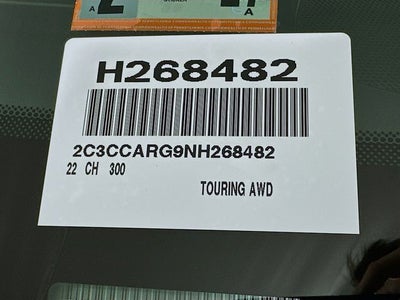 A
A
H268482
2C3CCARG9NH268482
22 CH 300
TOURING AWD